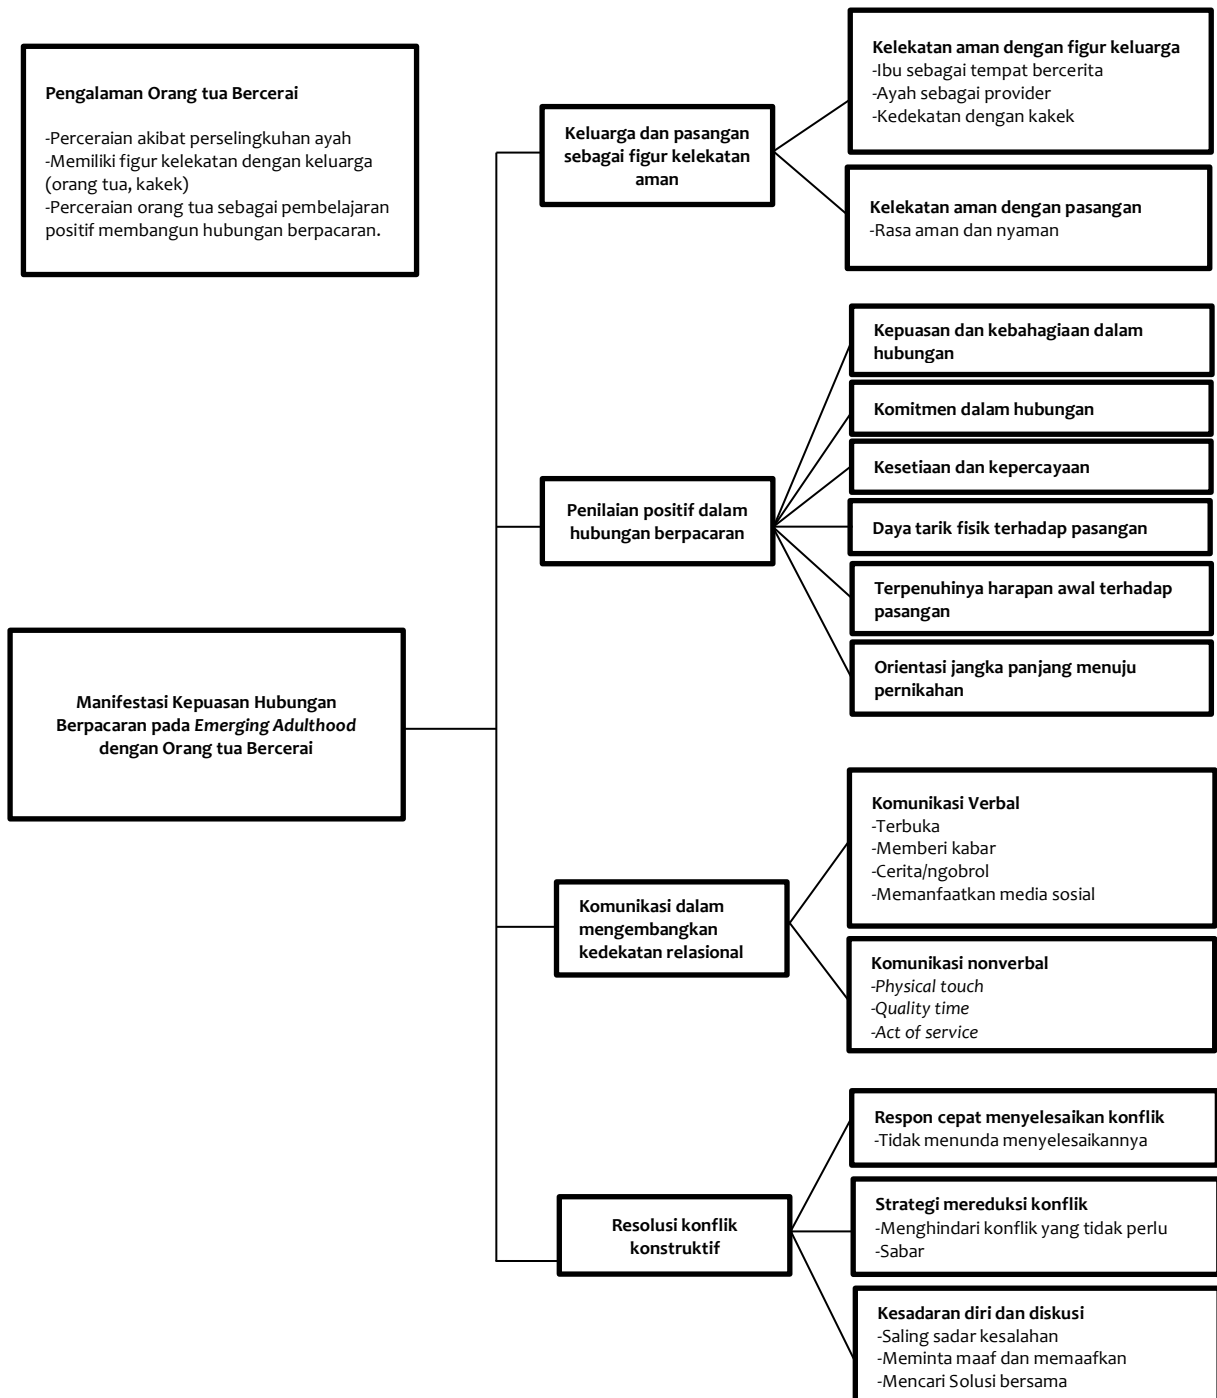 Pengalaman Orang tua Bercerai
-Perceraian akibat perselingkuhan ayah
-Memiliki figur kelekatan dengan keluarga
(orang tua, kakek)
-Perceraian orang tua sebagai pembelajaran
positif membangun hubungan berpacaran.
Manifestasi Kepuasan Hubungan
Berpacaran pada Emerging Adulthood
dengan Orang tua Bercerai
Keluarga dan pasangan
sebagai figur kelekatan
aman
Kelekatan aman dengan figur keluarga
-Ibu sebagai tempat bercerita
-Ayah sebagai provider
-Kedekatan dengan kakek
Kelekatan aman dengan pasangan
-Rasa aman dan nyaman
Penilaian positif dalam
hubungan berpacaran
Kepuasan dan kebahagiaan dalam
hubungan
Komitmen dalam hubungan
Kesetiaan dan kepercayaan
Daya tarik fisik terhadap pasangan
Terpenuhinya harapan awal terhadap
pasangan
Orientasi jangka panjang menuju
pernikahan
Komunikasi dalam
mengembangkan
kedekatan relasional
Komunikasi Verbal
-Terbuka
-Memberi kabar
-Cerita/ngobrol
-Memanfaatkan media sosial
Komunikasi nonverbal
-Physical touch
-Quality time
-Act of service
Resolusi konflik
konstruktif
Respon cepat menyelesaikan konflik
-Tidak menunda menyelesaikannya
Strategi mereduksi konflik
-Menghindari konflik yang tidak perlu
-Sabar
Kesadaran diri dan diskusi
-Saling sadar kesalahan
-Meminta maaf dan memaafkan
-Mencari Solusi bersama